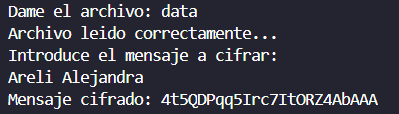 Dame el archivo: data
Archivo leido correctamente...
Introduce el mensaje a cifrar:
Areli Alejandra
Mensaje cifrado: 4t5QDPqq5Irc7ItORZ4AbAAA